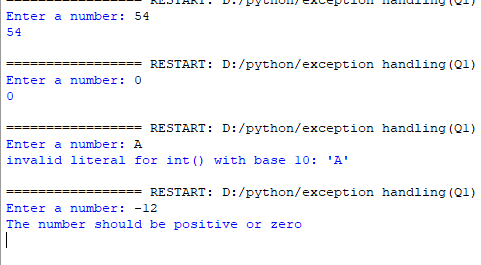 ================= RESTART: D:/python/exception handling(Q1)
Enter a number: 54
54
================= RESTART: D:/python/exception handling(Q1)
Enter a number: 0
0
================= RESTART: D:/python/exception handling(Q1)
Enter a number: A
invalid literal for int() with base 10: 'A'
================= RESTART: D:/python/exception handling(Q1)
Enter a number: -12
The number should be positive or zero